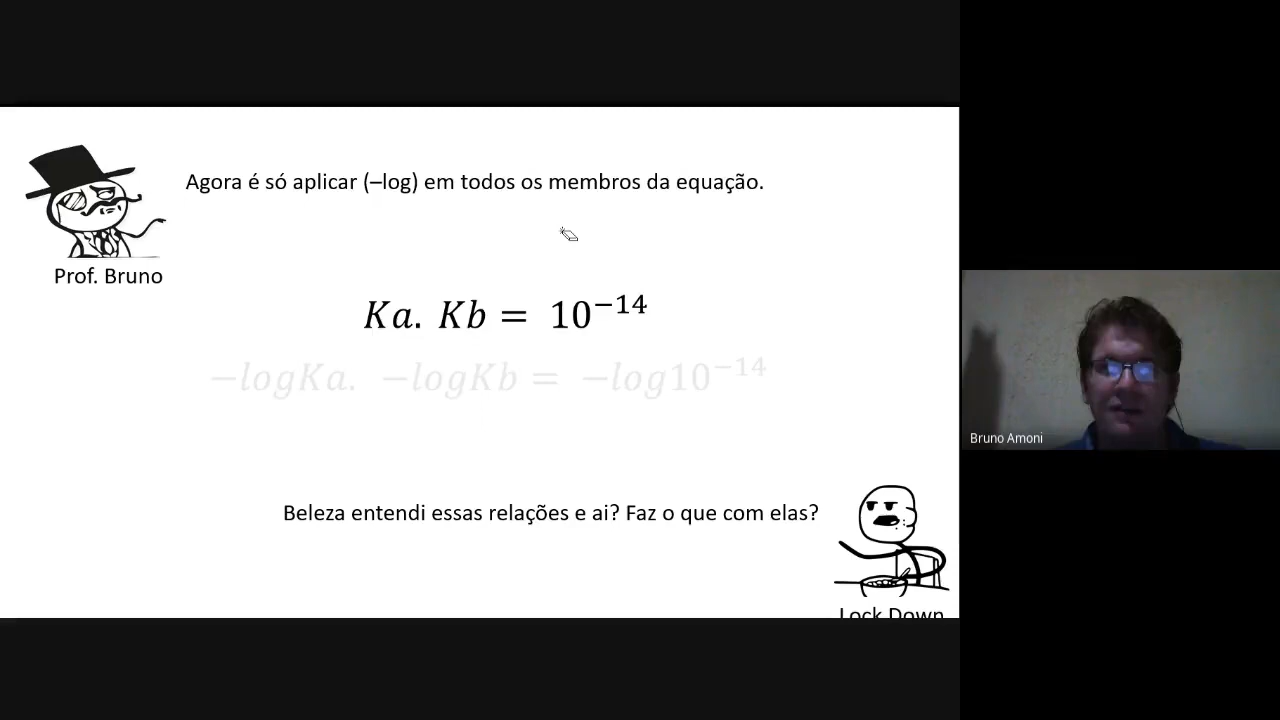 Agora é só aplicar (–log) em todos os membros da equação.
Prof. Bruno
Ka. Kb = 10⁻¹⁴
−logKa. −logKb = −log10⁻¹⁴
Bruno Amoni
Beleza entendi essas relações e ai? Faz o que com elas?
Lock Down